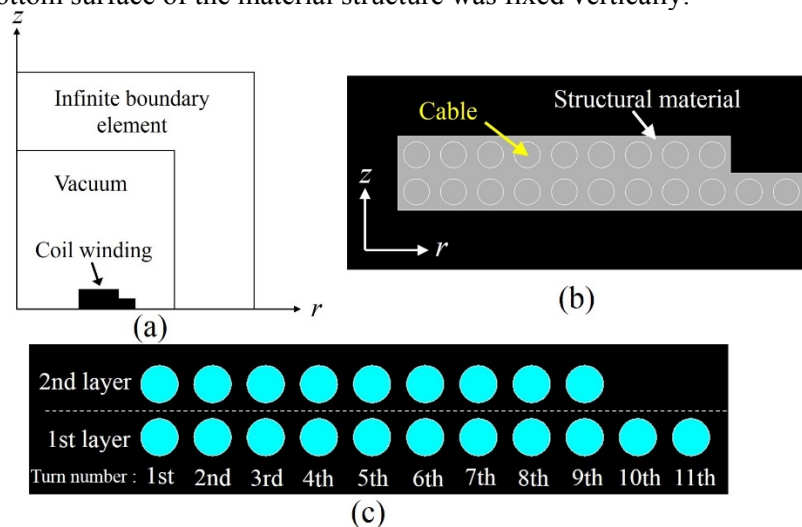 ottom surface of the material structure was fixed vertically.
z
Infinite boundary
element
Vacuum
Coil winding
r
(a)
Cable
Structural material
z
r
(b)
2nd layer
1st layer
Turn number : 1st 2nd 3rd 4th 5th 6th 7th 8th 9th 10th 11th
(c)